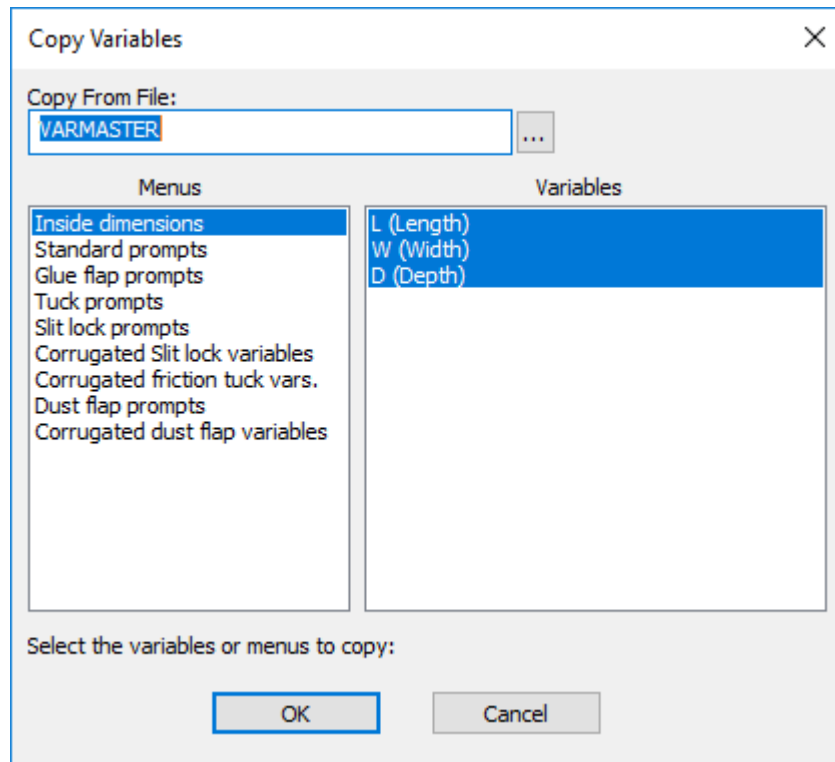 Copy Variables
Copy From File:
VARMASTER
...
Menus
Variables
Inside dimensions
Standard prompts
Glue flap prompts
Tuck prompts
Slit lock prompts
Corrugated Slit lock variables
Corrugated friction tuck vars.
Dust flap prompts
Corrugated dust flap variables
L (Length)
W (Width)
D (Depth)
Select the variables or menus to copy:
OK
Cancel